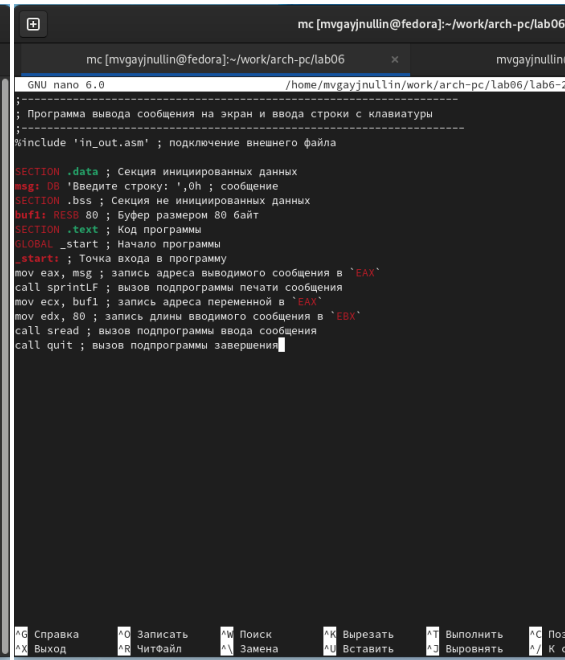 mc [mvgayjnullin@fedora]:~/work/arch-pc/lab06
mc [mvgayjnullin@fedora]:~/work/arch-pc/lab06 × mvgayjnullin
GNU nano 6.0 /home/mvgayjnullin/work/arch-pc/lab06/lab6-2
;---------------------------------------------------------------
; Программа вывода сообщения на экран и ввода строки с клавиатуры
;----------------------------------------------------------------
%include 'in_out.asm' ; подключение внешнего файла
SECTION .data ; Секция инициированных данных
msg: DB 'Введите строку: ',0h ; сообщение
SECTION .bss ; Секция не инициированных данных
buf1: RESB 80 ; Буфер размером 80 байт
SECTION .text ; Код программы
GLOBAL _start ; Начало программы
_start: ; Точка входа в программу
mov eax, msg ; запись адреса выводимого сообщения в `EAX`
call sprintLF ; вызов подпрограммы печати сообщения
mov ecx, buf1 ; запись адреса переменной в `EAX`
mov edx, 80 ; запись длины вводимого сообщения в `EBX`
call sread ; вызов подпрограммы ввода сообщения
call quit ; вызов подпрограммы завершения
^G Справка ^O Записать ^W Поиск ^K Вырезать ^T Выполнить ^C Поз
^X Выход ^R ЧитФайл ^\ Замена ^U Вставить ^J Выровнять ^/ К